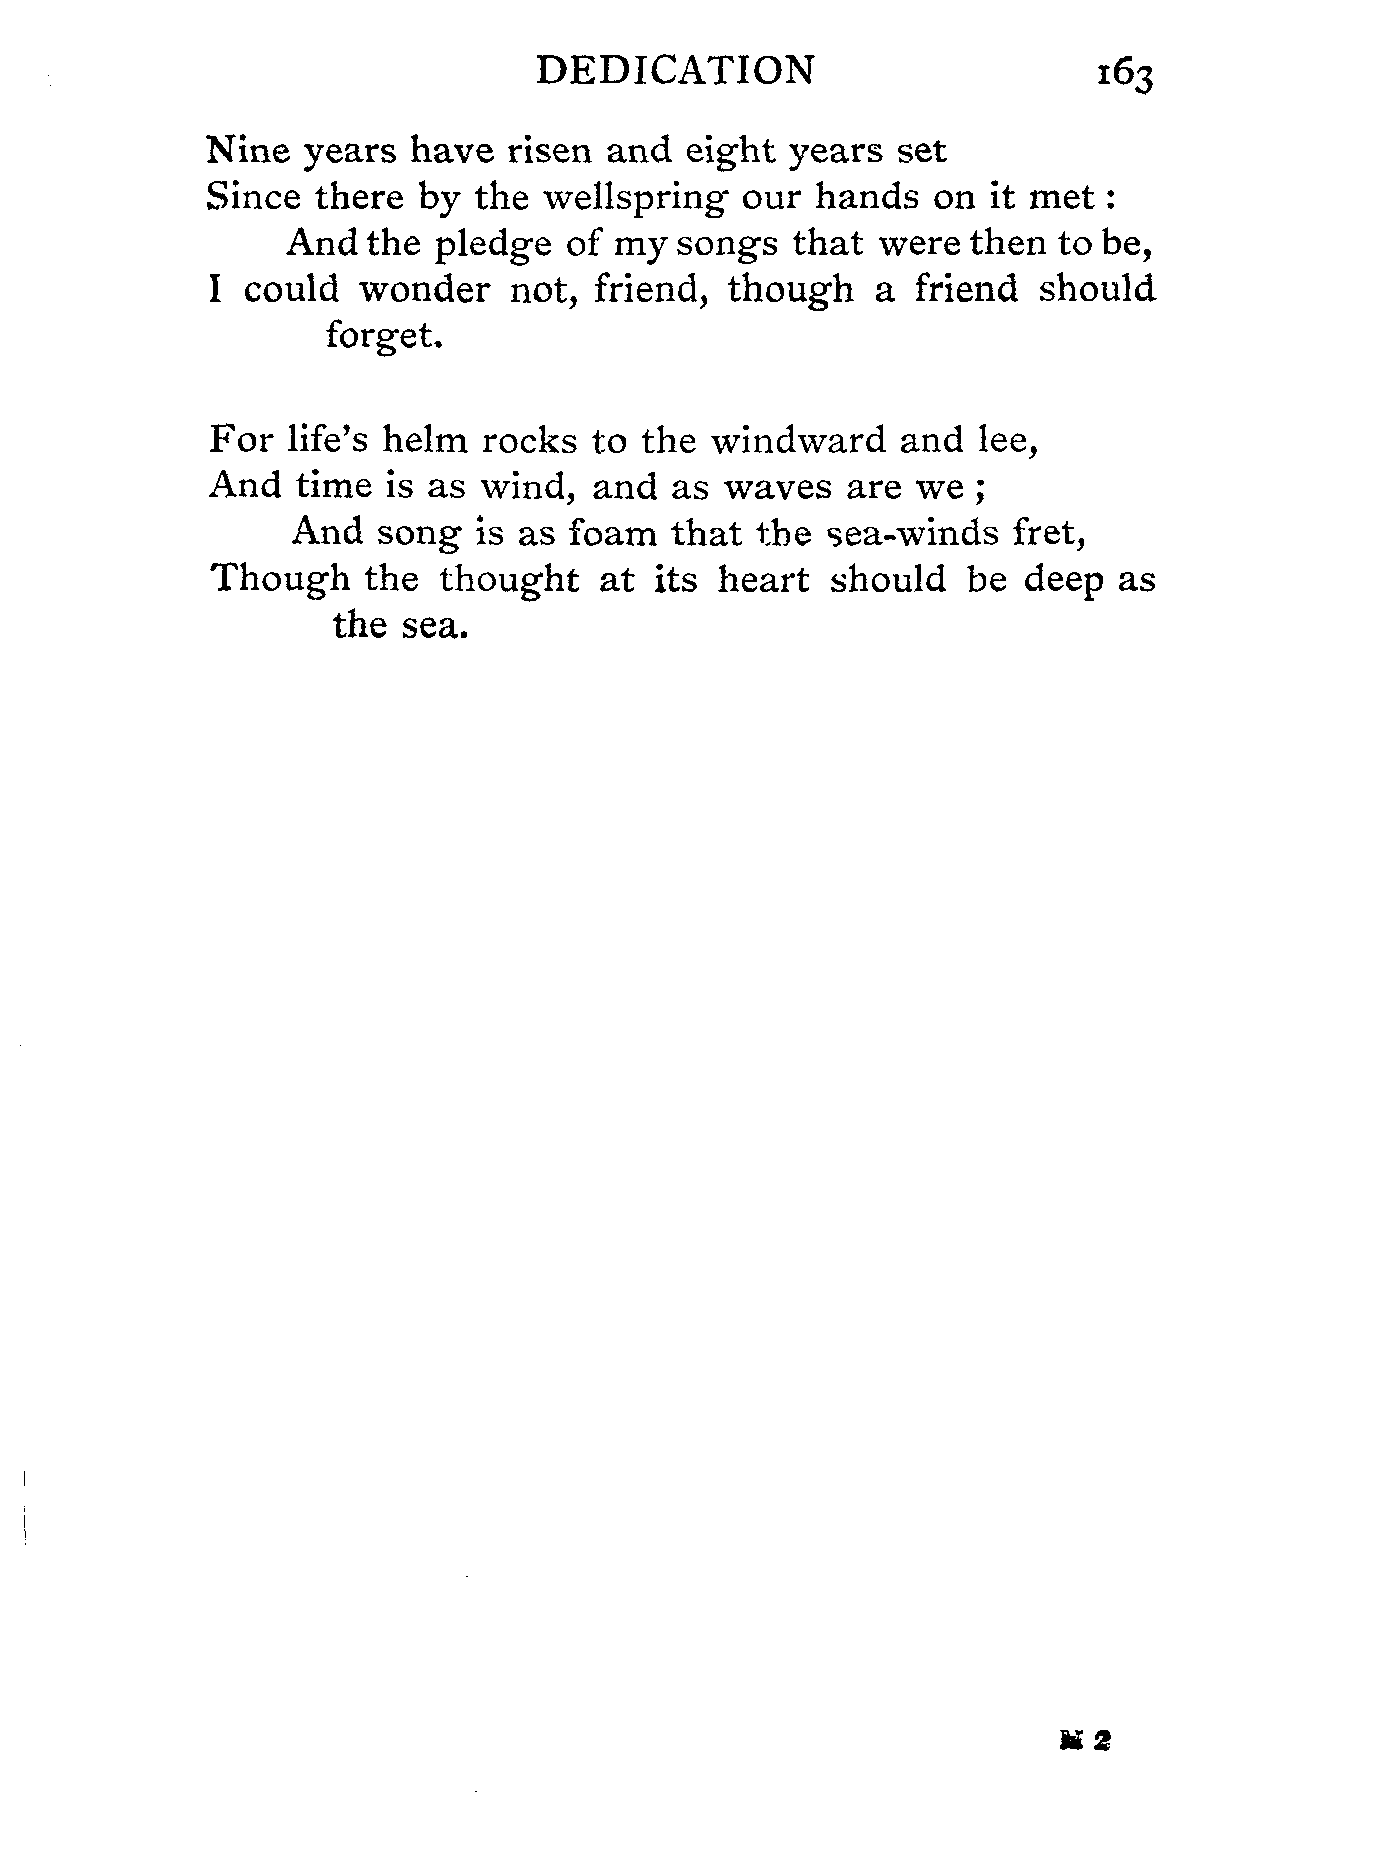 DEDICATION 163
Nine years have risen and eight years set
Since there by the wellspring our hands on it met :
And the pledge of my songs that were then to be,
I could wonder not, friend, though a friend should
forget.
For life's helm rocks to the windward and lee,
And time is as wind, and as waves are we ;
And song is as foam that the sea-winds fret,
Though the thought at its heart should be deep as
the sea.
M 2